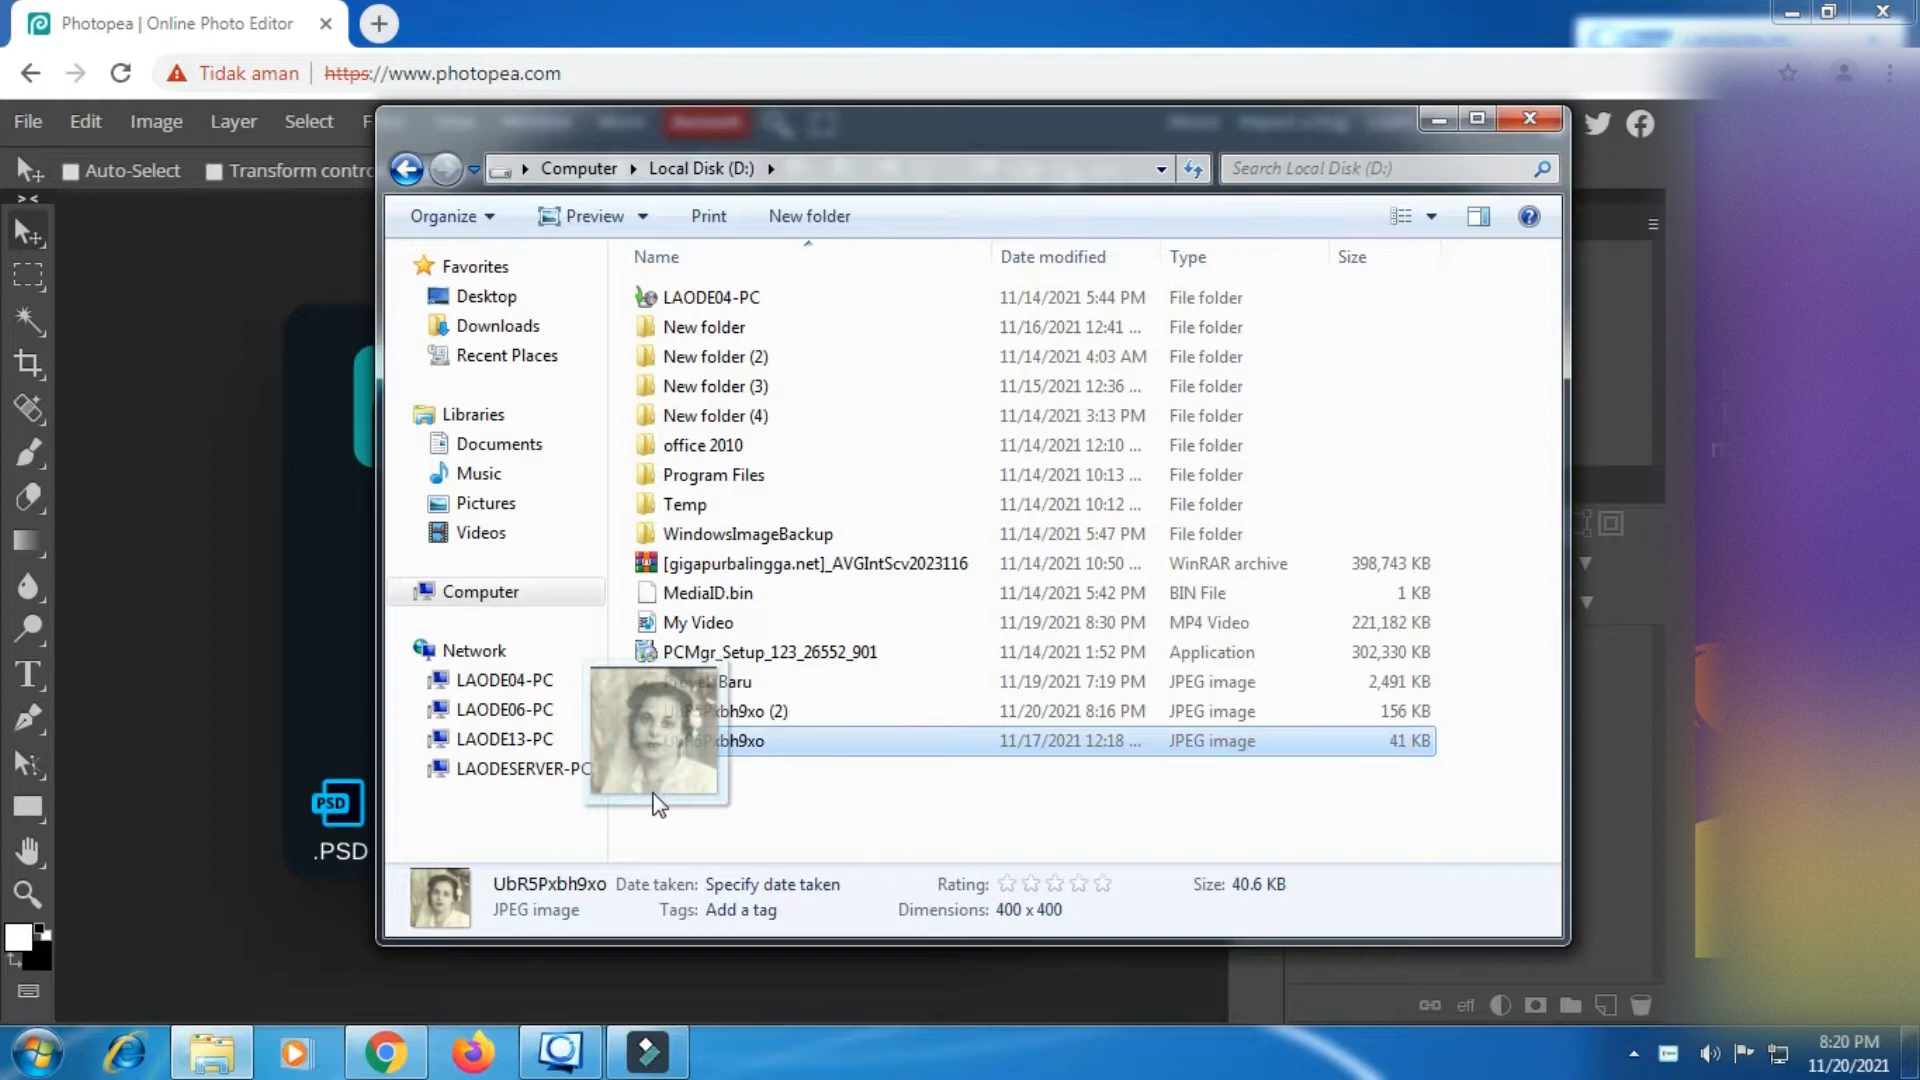 Photopea | Online Photo Editor
Tidak aman https://www.photopea.com
File Edit Image Layer Select
Auto-Select Transform contro
Computer Local Disk (D:)
Search Local Disk (D:)
Organize Preview Print New folder
Name Date modified Type Size
Favorites
Desktop
Downloads
Recent Places
Libraries
Documents
Music
Pictures
Videos
Computer
Network
LAODE04-PC
LAODE06-PC
LAODE13-PC
LAODESERVER-PC
LAODE04-PC 11/14/2021 5:44 PM File folder
New folder 11/16/2021 12:41 ... File folder
New folder (2) 11/14/2021 4:03 AM File folder
New folder (3) 11/15/2021 12:36 ... File folder
New folder (4) 11/14/2021 3:13 PM File folder
office 2010 11/14/2021 12:10 ... File folder
Program Files 11/14/2021 10:13 ... File folder
Temp 11/14/2021 10:12 ... File folder
WindowsImageBackup 11/14/2021 5:47 PM File folder
[gigapurbalingga.net]_AVGIntScv2023116 11/14/2021 10:50 ... WinRAR archive 398,743 KB
MediaID.bin 11/14/2021 5:42 PM BIN File 1 KB
My Video 11/19/2021 8:30 PM MP4 Video 221,182 KB
PCMgr_Setup_123_26552_901 11/14/2021 1:52 PM Application 302,330 KB
Baru 11/19/2021 7:19 PM JPEG image 2,491 KB
UbR5Pxbh9xo (2) 11/20/2021 8:16 PM JPEG image 156 KB
UbR5Pxbh9xo 11/17/2021 12:18 ... JPEG image 41 KB
PSD
.PSD
UbR5Pxbh9xo Date taken: Specify date taken Rating: Size: 40.6 KB
JPEG image Tags: Add a tag Dimensions: 400 x 400
eff
8:20 PM
11/20/2021